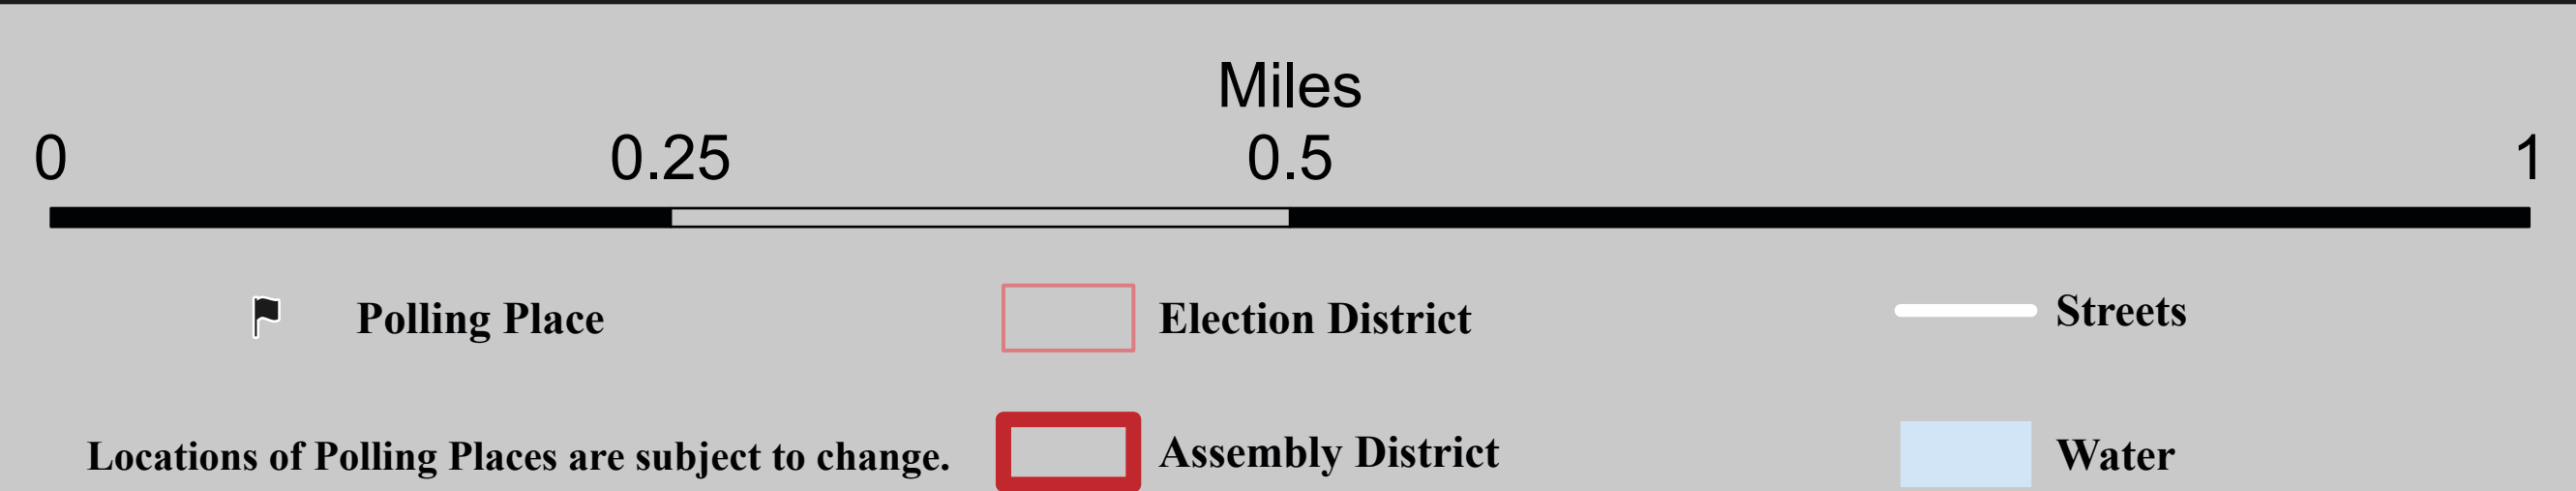 Miles
0 0.25 0.5 1
Polling Place
Election District
Streets
Locations of Polling Places are subject to change.
Assembly District
Water